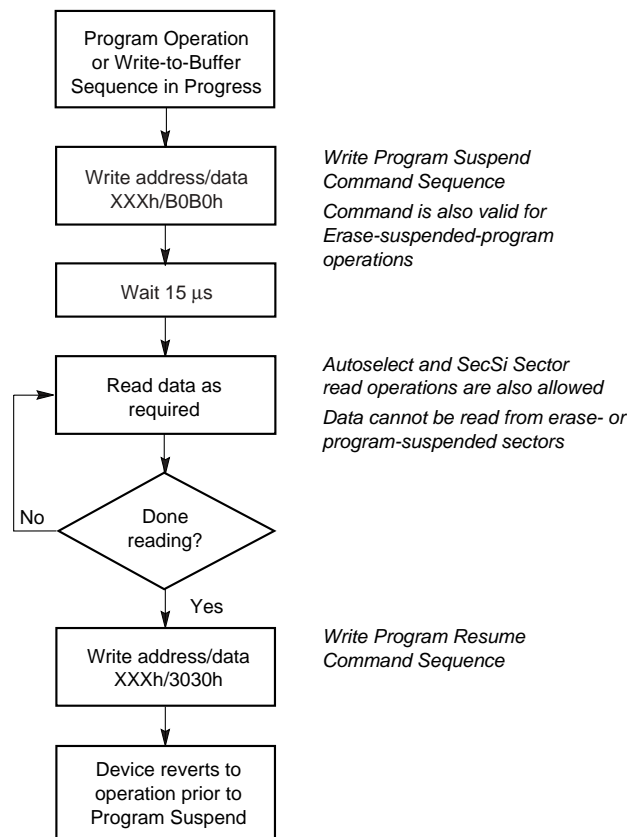 Program Operation
or Write-to-Buffer
Sequence in Progress
Write address/data
XXXh/B0B0h
Write Program Suspend
Command Sequence
Command is also valid for
Erase-suspended-program
operations
Wait 15 μs
Read data as
required
Autoselect and SecSi Sector
read operations are also allowed
Data cannot be read from erase- or
program-suspended sectors
No
Done
reading?
Yes
Write address/data
XXXh/3030h
Write Program Resume
Command Sequence
Device reverts to
operation prior to
Program Suspend